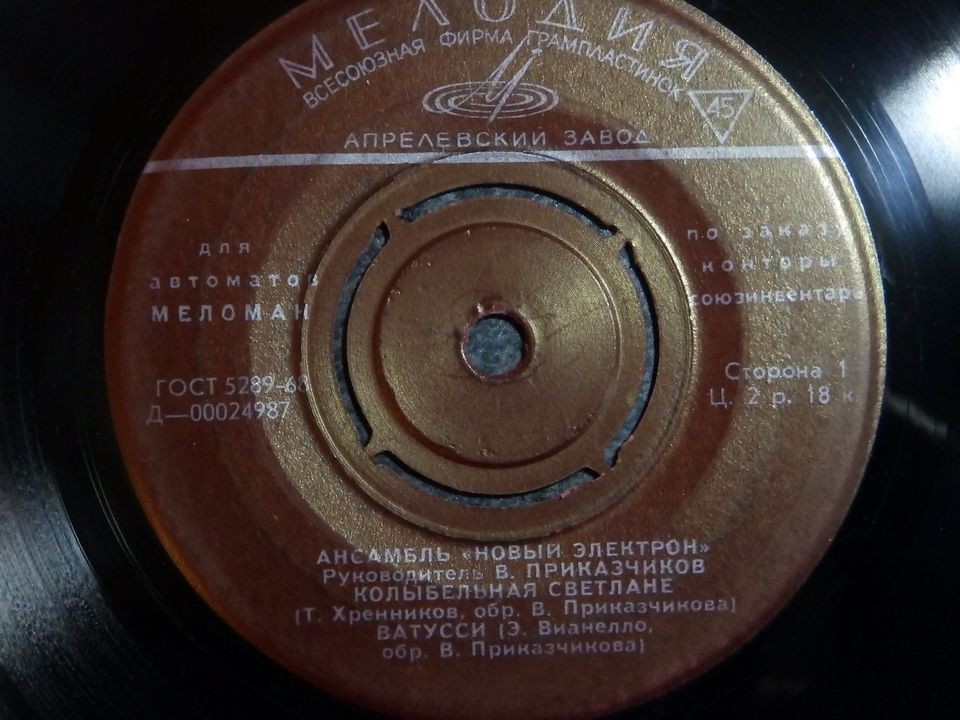 МЕЛОДИЯ
ВСЕСОЮЗНАЯ ФИРМА ГРАМПЛАСТИНОК
45
АПРЕЛЕВСКИЙ ЗАВОД
для
автоматов
МЕЛОМАН
по заказу
конторы
союзинвентарь
ГОСТ 5289-68
Д—00024987
Сторона 1
Ц. 2 р. 18 к.
АНСАМБЛЬ «НОВЫЙ ЭЛЕКТРОН»
Руководитель В. ПРИКАЗЧИКОВ
КОЛЫБЕЛЬНАЯ СВЕТЛАНЕ
(Т. Хренников, обр. В. Приказчикова)
ВАТУССИ (Э. Вианелло,
обр. В. Приказчикова)